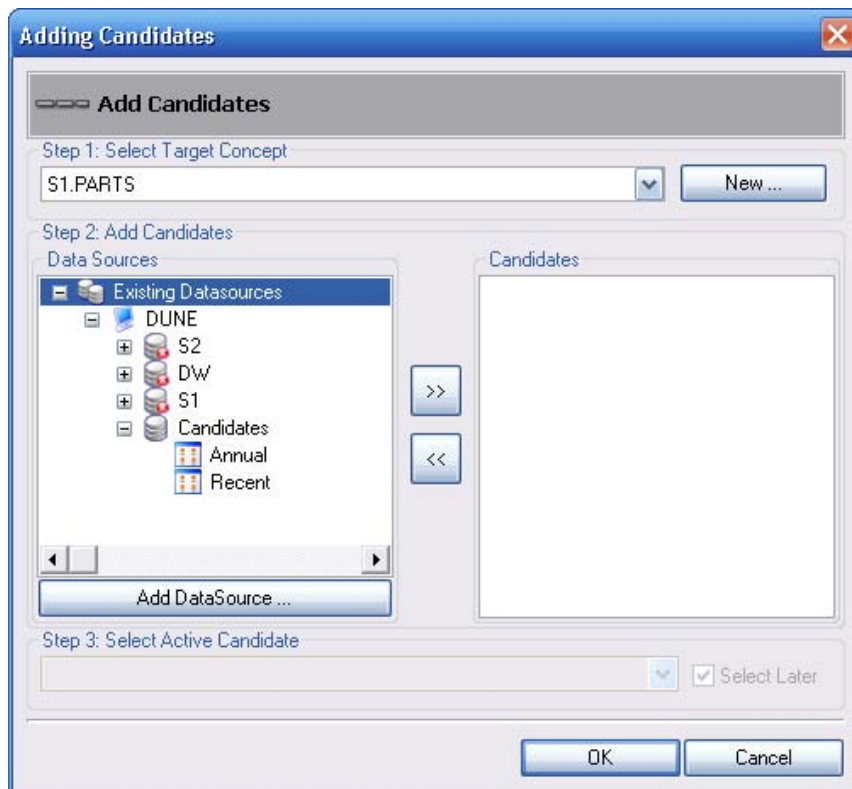 Adding Candidates
Add Candidates
Step 1: Select Target Concept
S1.PARTS
New ...
Step 2: Add Candidates
Data Sources
Existing Datasources
DUNE
S2
DW
S1
Candidates
Annual
Recent
Add DataSource ...
>>
<<
Candidates
Step 3: Select Active Candidate
Select Later
OK
Cancel